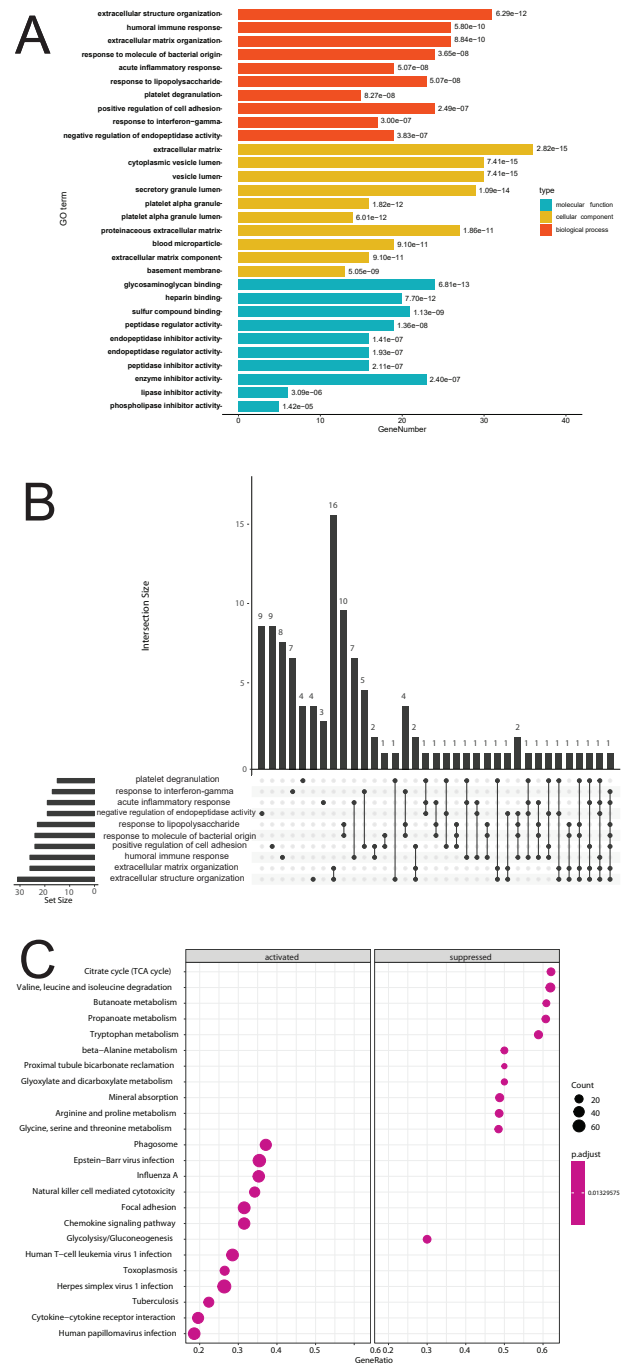 A
extracellular structure organization
6.29e−12
humoral immune response
5.80e−10
extracellular matrix organization
8.84e−10
response to molecule of bacterial origin
3.65e−08
acute inflammatory response
5.07e−08
response to lipopolysaccharide
5.07e−08
platelet degranulation
8.27e−08
positive regulation of cell adhesion
2.49e−07
response to interferon−gamma
3.00e−07
negative regulation of endopeptidase activity
3.83e−07
extracellular matrix
2.82e−15
cytoplasmic vesicle lumen
7.41e−15
vesicle lumen
7.41e−15
secretory granule lumen
1.09e−14
platelet alpha granule
1.82e−12
platelet alpha granule lumen
6.01e−12
proteinaceous extracellular matrix
1.86e−11
blood microparticle
9.10e−11
extracellular matrix component
9.10e−11
basement membrane
5.05e−09
glycosaminoglycan binding
6.81e−13
heparin binding
7.70e−12
sulfur compound binding
1.13e−09
peptidase regulator activity
1.36e−08
endopeptidase inhibitor activity
1.41e−07
endopeptidase regulator activity
1.93e−07
peptidase inhibitor activity
2.11e−07
enzyme inhibitor activity
2.40e−07
lipase inhibitor activity
3.09e−06
phospholipase inhibitor activity
1.42e−05
GO term
type
molecular function
cellular component
biological process
0 10 20 30 40
GeneNumber
B
Intersection Size
15
10
5
0
9 9 8 7 4 4 3 16 10 7 5 2 1 1 4 2 1 1 1 1 1 1 1 1 1 2 1 1 1 1 1 1 1 1 1
platelet degranulation
response to interferon-gamma
acute inflammatory response
negative regulation of endopeptidase activity
response to lipopolysaccharide
response to molecule of bacterial origin
positive regulation of cell adhesion
humoral immune response
extracellular matrix organization
extracellular structure organization
30 20 10 0
Set Size
C
activated
suppressed
Citrate cycle (TCA cycle)
Valine, leucine and isoleucine degradation
Butanoate metabolism
Propanoate metabolism
Tryptophan metabolism
beta−Alanine metabolism
Proximal tubule bicarbonate reclamation
Glyoxylate and dicarboxylate metabolism
Mineral absorption
Arginine and proline metabolism
Glycine, serine and threonine metabolism
Phagosome
Epstein−Barr virus infection
Influenza A
Natural killer cell mediated cytotoxicity
Focal adhesion
Chemokine signaling pathway
Glycolysisy/Gluconeogenesis
Human T−cell leukemia virus 1 infection
Toxoplasmosis
Herpes simplex virus 1 infection
Tuberculosis
Cytokine−cytokine receptor interaction
Human papillomavirus infection
Count
20
40
60
p.adjust
0.01329575
0.2 0.3 0.4 0.5 0.6 0.2 0.3 0.4 0.5 0.6
GeneRatio